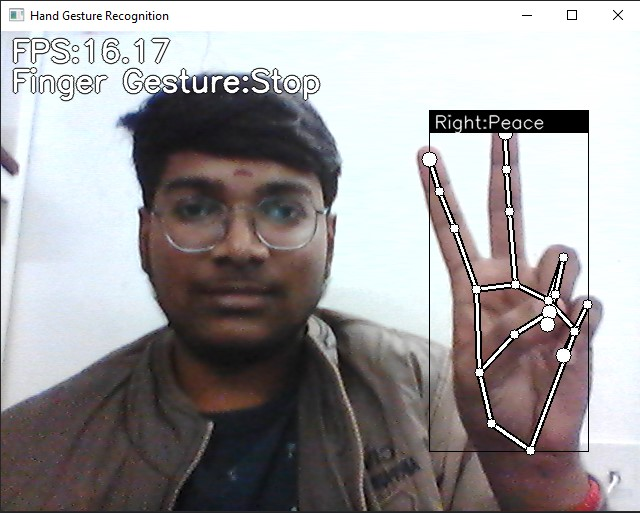 Hand Gesture Recognition
FPS:16.17
Finger Gesture:Stop
Right:Peace